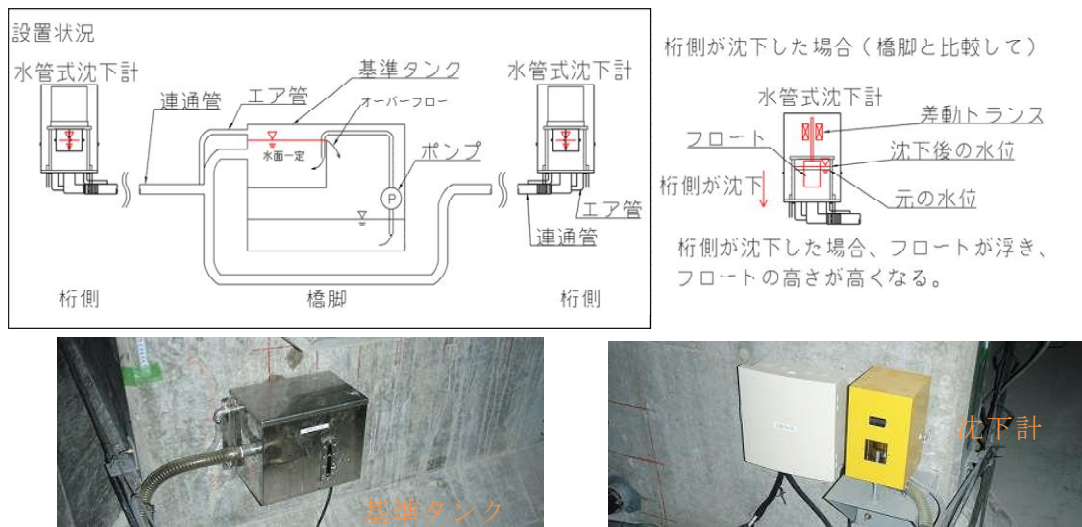 設置状況
水管式沈下計
連通管
エア管
基準タンク
オーバーフロー
水面一定
ポンプ
P
水管式沈下計
エア管
連通管
桁側
橋脚
桁側
桁側が沈下した場合(橋脚と比較して)
水管式沈下計
差動トランス
フロート
沈下後の水位
桁側が沈下
元の水位
桁側が沈下した場合、フロートが浮き、
フロートの高さが高くなる。
基準タンク
沈下計